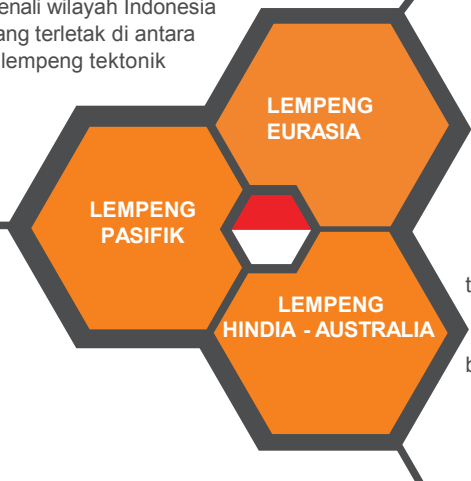 enali wilayah Indonesia
ang terletak di antara
lempeng tektonik
LEMPENG
EURASIA
LEMPENG
PASIFIK
LEMPENG
HINDIA - AUSTRALIA
t
b